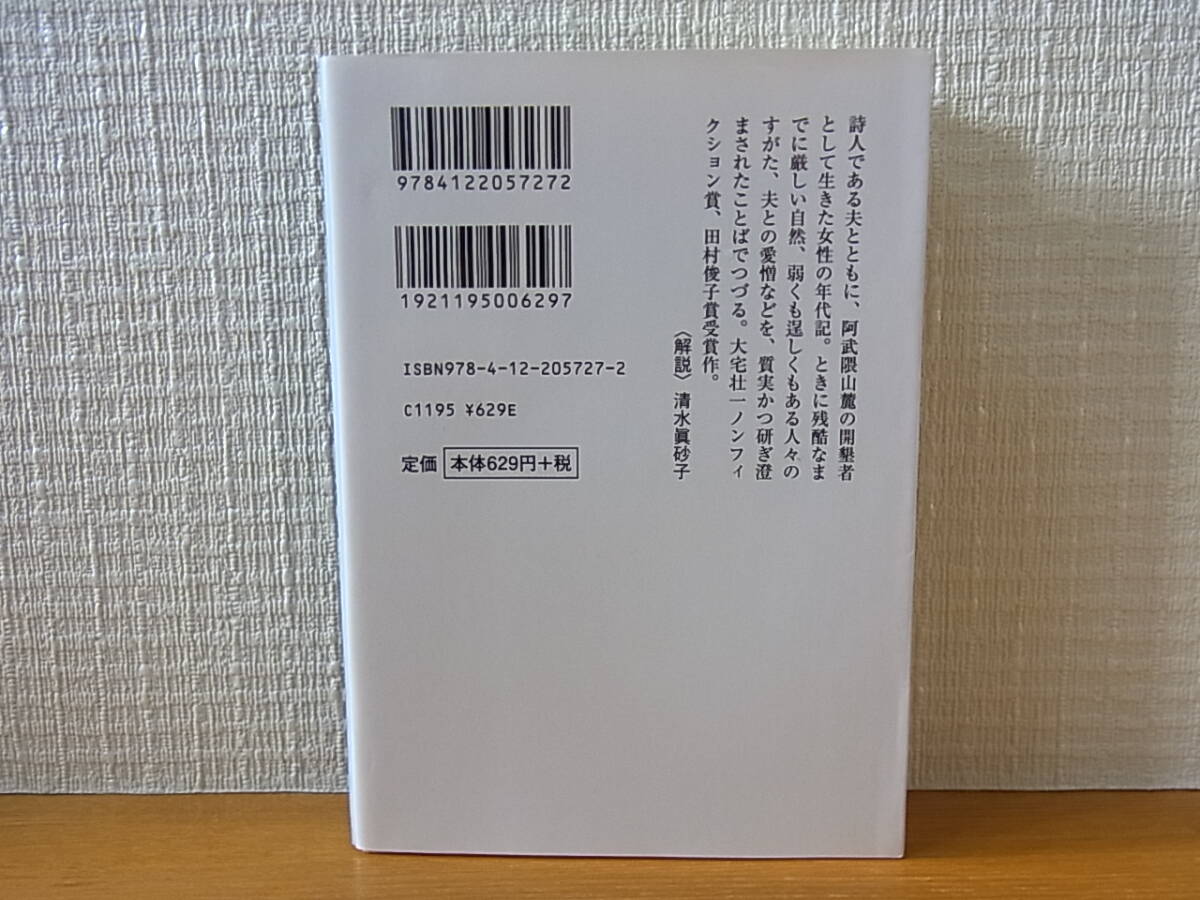 詩人である夫とともに、阿武隈山麓の開墾者
として生きた女性の年代記。ときに残酷なま
でに厳しい自然、弱くも逞しくもある人々の
すがた、夫との愛憎などを、質実かつ研ぎ澄
まされたことばでつづる。大宅壮一ノンフィ
クション賞、田村俊子賞受賞作。
〈解説〉清水眞砂子
9784122057272
1921195006297
ISBN978-4-12-205727-2
C1195 ¥629E
定価 本体629円+税